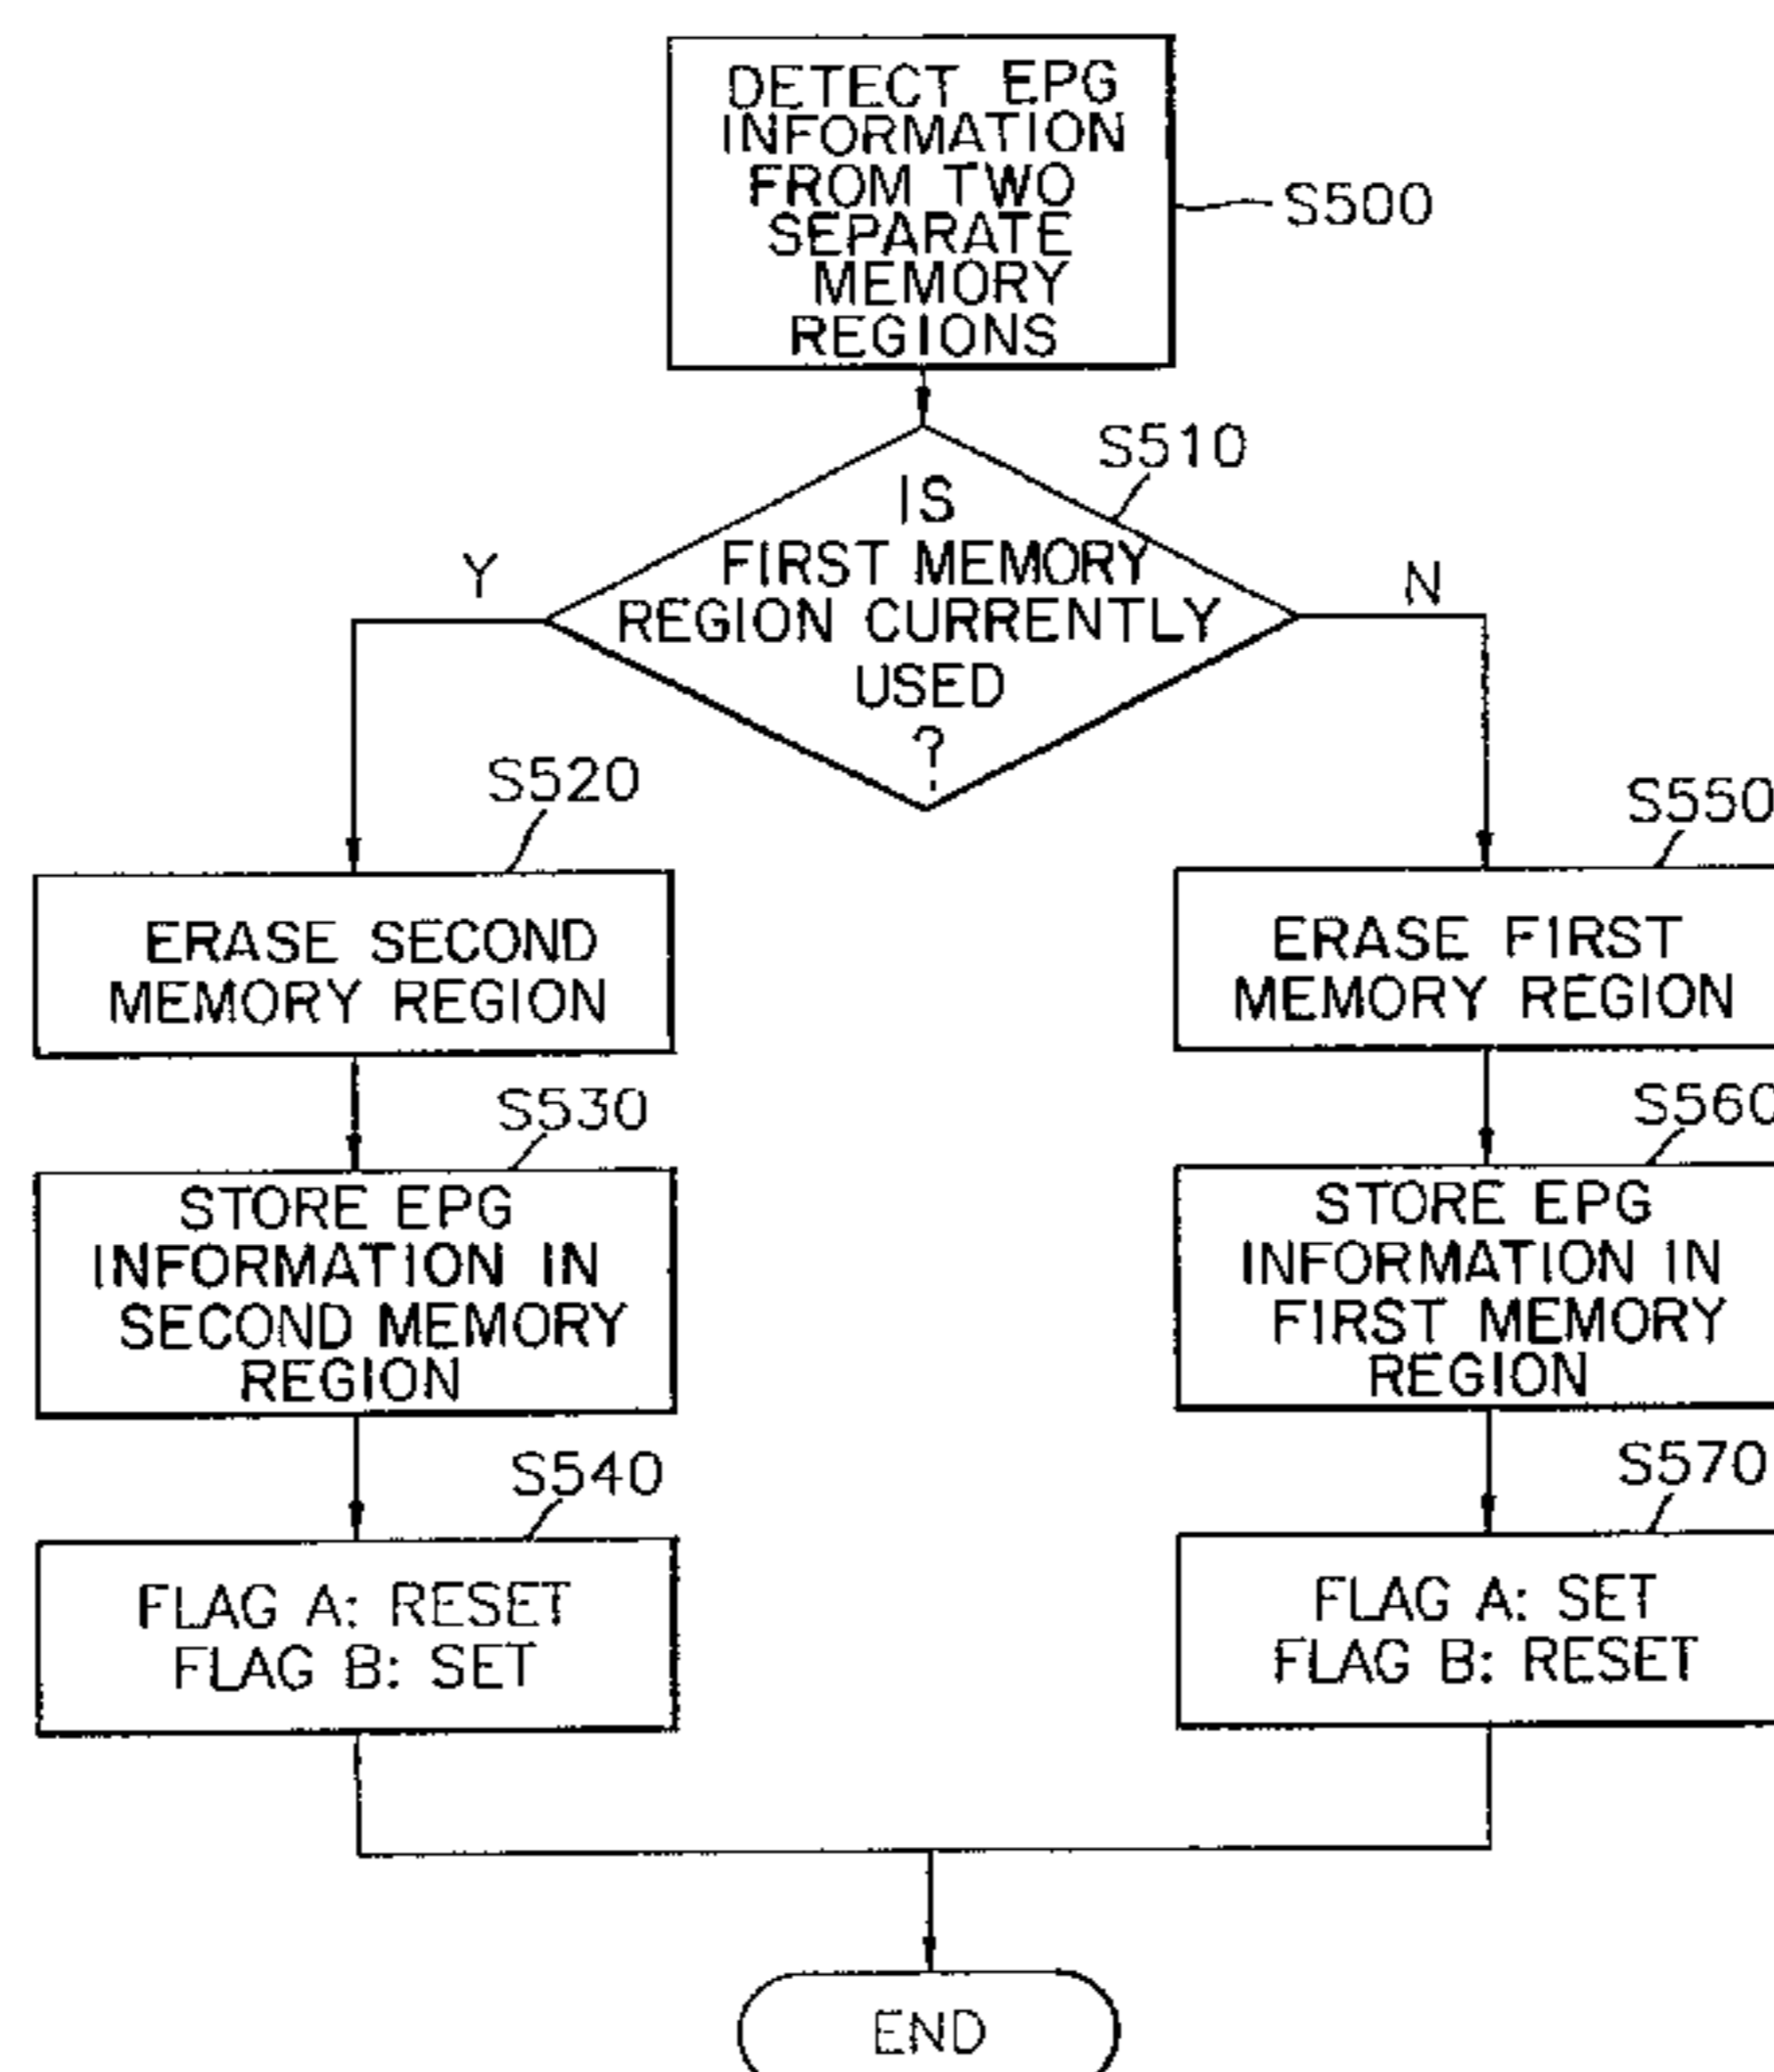 DETECT EPG
INFORMATION
FROM TWO
SEPARATE
MEMORY
REGIONS
S500
S510
IS
FIRST MEMORY
REGION CURRENTLY
USED
?
Y
N
S520
ERASE SECOND
MEMORY REGION
S530
STORE EPG
INFORMATION IN
SECOND MEMORY
REGION
S540
FLAG A: RESET
FLAG B: SET
S550
ERASE FIRST
MEMORY REGION
S560
STORE EPG
INFORMATION IN
FIRST MEMORY
REGION
S570
FLAG A: SET
FLAG B: RESET
END